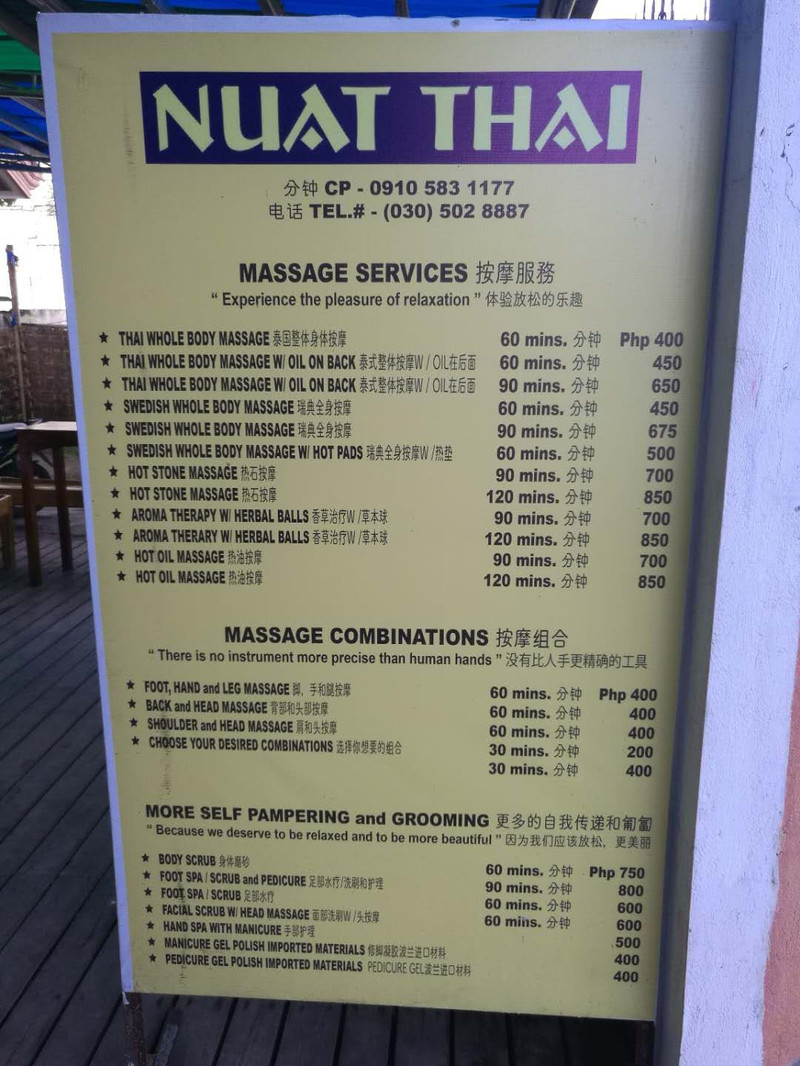 NUAT THAI
分钟 CP - 0910 583 1177
电话 TEL.# - (030) 502 8887
MASSAGE SERVICES 按摩服務
“ Experience the pleasure of relaxation ” 体验放松的乐趣
★ THAI WHOLE BODY MASSAGE 泰国整体身体按摩 60 mins. 分钟 Php 400
★ THAI WHOLE BODY MASSAGE W/ OIL ON BACK 泰式整体按摩W / OIL在后面 60 mins. 分钟 450
★ THAI WHOLE BODY MASSAGE W/ OIL ON BACK 泰式整体按摩W / OIL在后面 90 mins. 分钟 650
★ SWEDISH WHOLE BODY MASSAGE 瑞典全身按摩 60 mins. 分钟 450
★ SWEDISH WHOLE BODY MASSAGE 瑞典全身按摩 90 mins. 分钟 675
★ SWEDISH WHOLE BODY MASSAGE W/ HOT PADS 瑞典全身按摩W /热垫 60 mins. 分钟 500
★ HOT STONE MASSAGE 热石按摩 90 mins. 分钟 700
★ HOT STONE MASSAGE 热石按摩 120 mins. 分钟 850
★ AROMA THERAPY W/ HERBAL BALLS 香草治疗W /草本球 90 mins. 分钟 700
★ AROMA THERARY W/ HERBAL BALLS 香草治疗W /草本球 120 mins. 分钟 850
★ HOT OIL MASSAGE 热油按摩 90 mins. 分钟 700
★ HOT OIL MASSAGE 热油按摩 120 mins. 分钟 850
MASSAGE COMBINATIONS 按摩组合
“ There is no instrument more precise than human hands ” 没有比人手更精确的工具
★ FOOT, HAND and LEG MASSAGE 脚，手和腿按摩 60 mins. 分钟 Php 400
★ BACK and HEAD MASSAGE 背部和头部按摩 60 mins. 分钟 400
★ SHOULDER and HEAD MASSAGE 肩和头按摩 60 mins. 分钟 400
★ CHOOSE YOUR DESIRED COMBINATIONS 选择你想要的组合 30 mins. 分钟 200
30 mins. 分钟 400
MORE SELF PAMPERING and GROOMING 更多的自我传递和匍匐
“ Because we deserve to be relaxed and to be more beautiful ” 因为我们应该放松，更美丽
★ BODY SCRUB 身体磨砂 60 mins. 分钟 Php 750
★ FOOT SPA / SCRUB and PEDICURE 足部水疗/洗刷和护理 90 mins. 分钟 800
★ FOOT SPA / SCRUB 足部水疗 60 mins. 分钟 600
★ FACIAL SCRUB W/ HEAD MASSAGE 面部洗刷W /头按摩 60 mins. 分钟 600
★ HAND SPA WITH MANICURE 手部护理 500
★ MANICURE GEL POLISH IMPORTED MATERIALS 修脚凝胶波兰进口材料 400
★ PEDICURE GEL POLISH IMPORTED MATERIALS PEDICURE GEL波兰进口材料 400